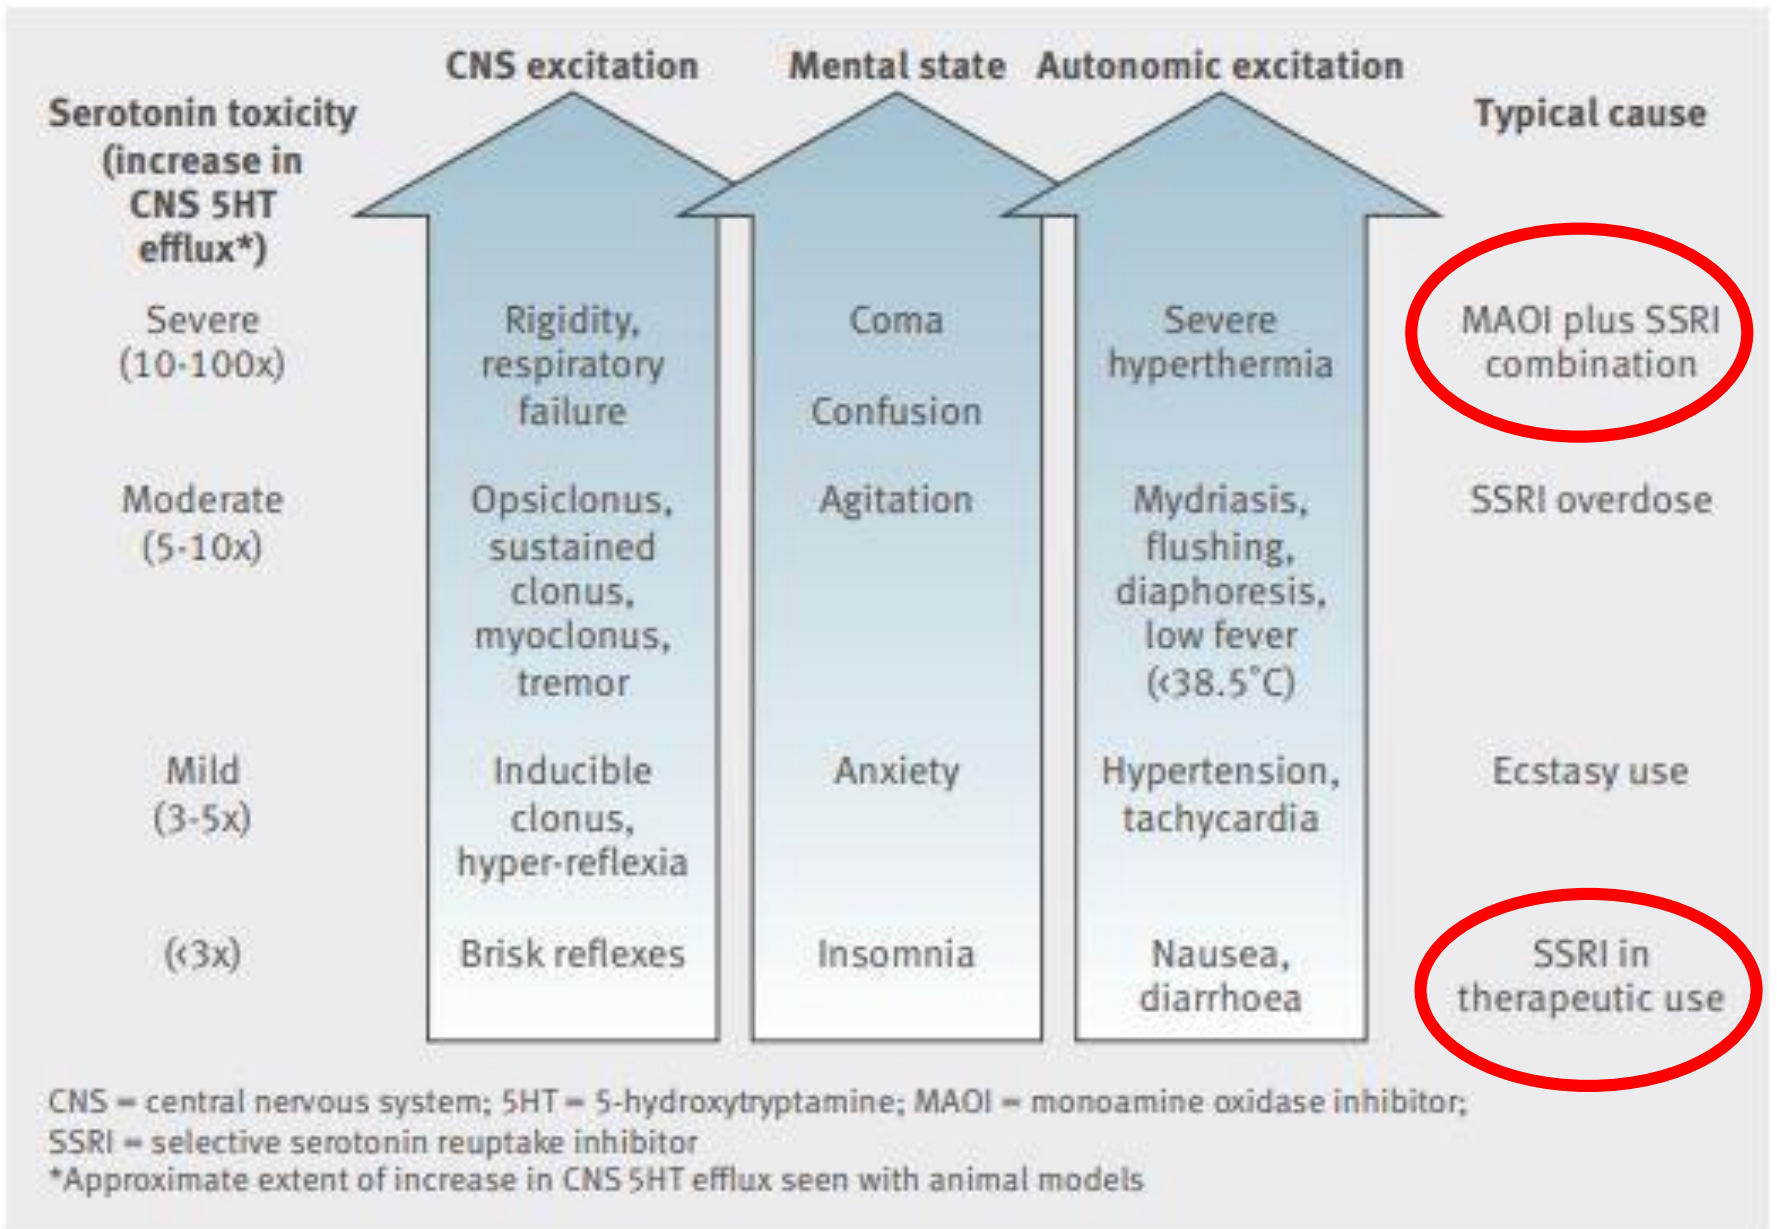 CNS excitation
Mental state
Autonomic excitation
Serotonin toxicity
(increase in
CNS 5HT
efflux*)
Typical cause
Severe
(10-100x)
Rigidity,
respiratory
failure
Coma
Confusion
Severe
hyperthermia
MAOI plus SSRI
combination
Moderate
(5-10x)
Opsiclonus,
sustained
clonus,
myoclonus,
tremor
Agitation
Mydriasis,
flushing,
diaphoresis,
low fever
(<38.5°C)
SSRI overdose
Mild
(3-5x)
Inducible
clonus,
hyper-reflexia
Anxiety
Hypertension,
tachycardia
Ecstasy use
(<3x)
Brisk reflexes
Insomnia
Nausea,
diarrhoea
SSRI in
therapeutic use
CNS = central nervous system; 5HT = 5-hydroxytryptamine; MAOI = monoamine oxidase inhibitor;
SSRI = selective serotonin reuptake inhibitor
*Approximate extent of increase in CNS 5HT efflux seen with animal models